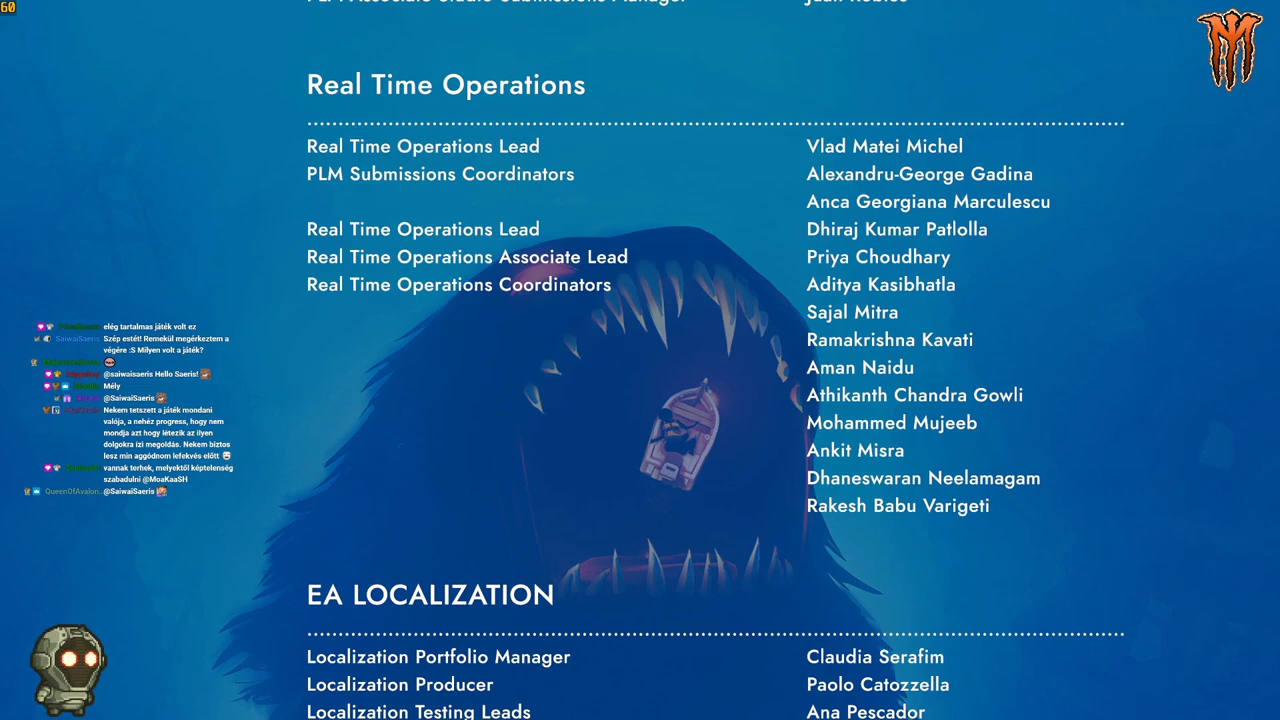 60
Real Time Operations
Real Time Operations Lead Vlad Matei Michel
PLM Submissions Coordinators Alexandru-George Gadina
Anca Georgiana Marculescu
Real Time Operations Lead Dhiraj Kumar Patlolla
Real Time Operations Associate Lead Priya Choudhary
Real Time Operations Coordinators Aditya Kasibhatla
Sajal Mitra
Ramakrishna Kavati
Aman Naidu
Athikanth Chandra Gowli
Mohammed Mujeeb
Ankit Misra
Dhaneswaran Neelamagam
Rakesh Babu Varigeti
elég tartalmas játék volt ez
SaiwaiSaeris Szép estét! Remekül megérkeztem a
végére :S Milyen volt a játék?
@saiwaisaeris Hello Saeris!
Mély
@SaiwaiSaeris
Nekem tetszett a játék mondani
valója, a nehéz progress, hogy nem
mondja azt hogy létezik az ilyen
dolgokra izi megoldás. Nekem biztos
lesz min aggódnom lefekvés előtt
vannak terhek, melyektől képtelenség
szabadulni @MoaKaaSH
QueenOfAvalon.. @SaiwaiSaeris
EA LOCALIZATION
Localization Portfolio Manager Claudia Serafim
Localization Producer Paolo Catozzella
Localization Testing Leads Ana Pescador